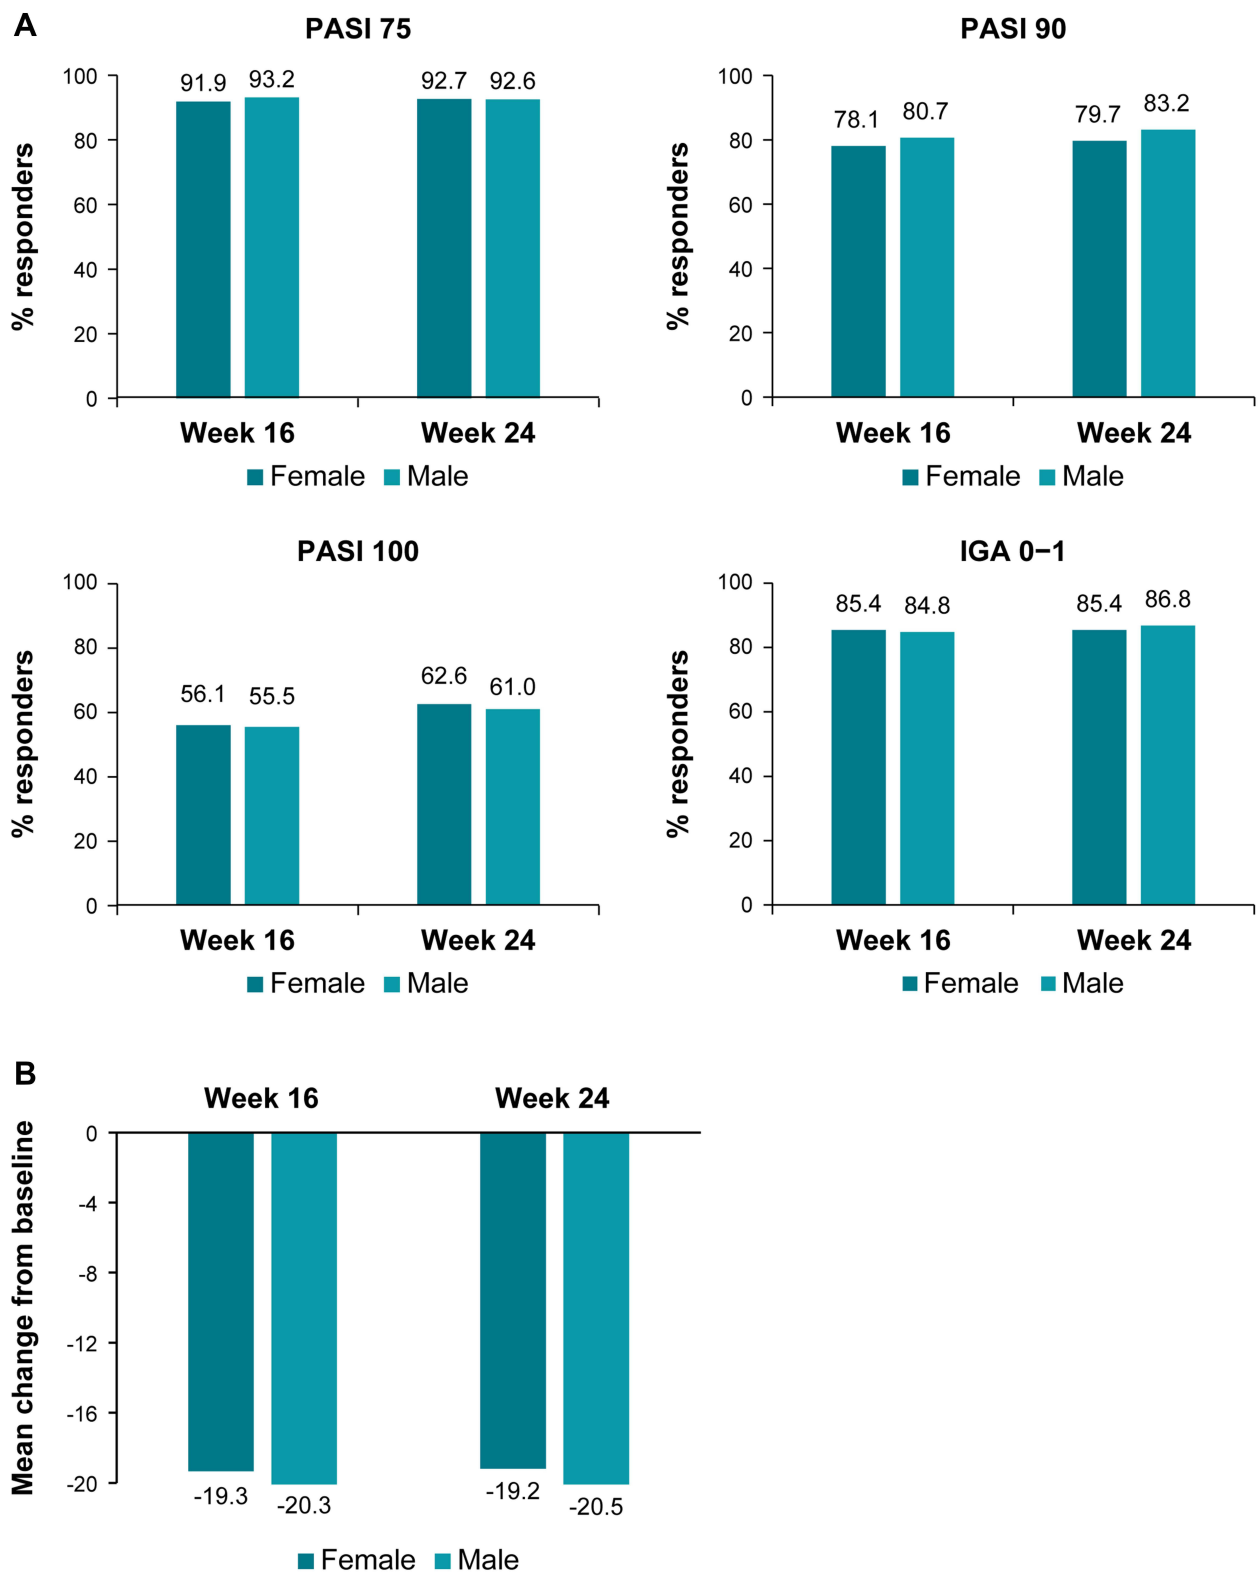 A
PASI 75
% responders
100
80
60
40
20
0
91.9
93.2
92.7
92.6
Week 16
Week 24
Female
Male
PASI 90
% responders
100
80
60
40
20
0
78.1
80.7
79.7
83.2
Week 16
Week 24
Female
Male
PASI 100
% responders
100
80
60
40
20
0
56.1
55.5
62.6
61.0
Week 16
Week 24
Female
Male
IGA 0−1
% responders
100
80
60
40
20
0
85.4
84.8
85.4
86.8
Week 16
Week 24
Female
Male
B
Week 16
Week 24
Mean change from baseline
0
-4
-8
-12
-16
-20
-19.3
-20.3
-19.2
-20.5
Female
Male